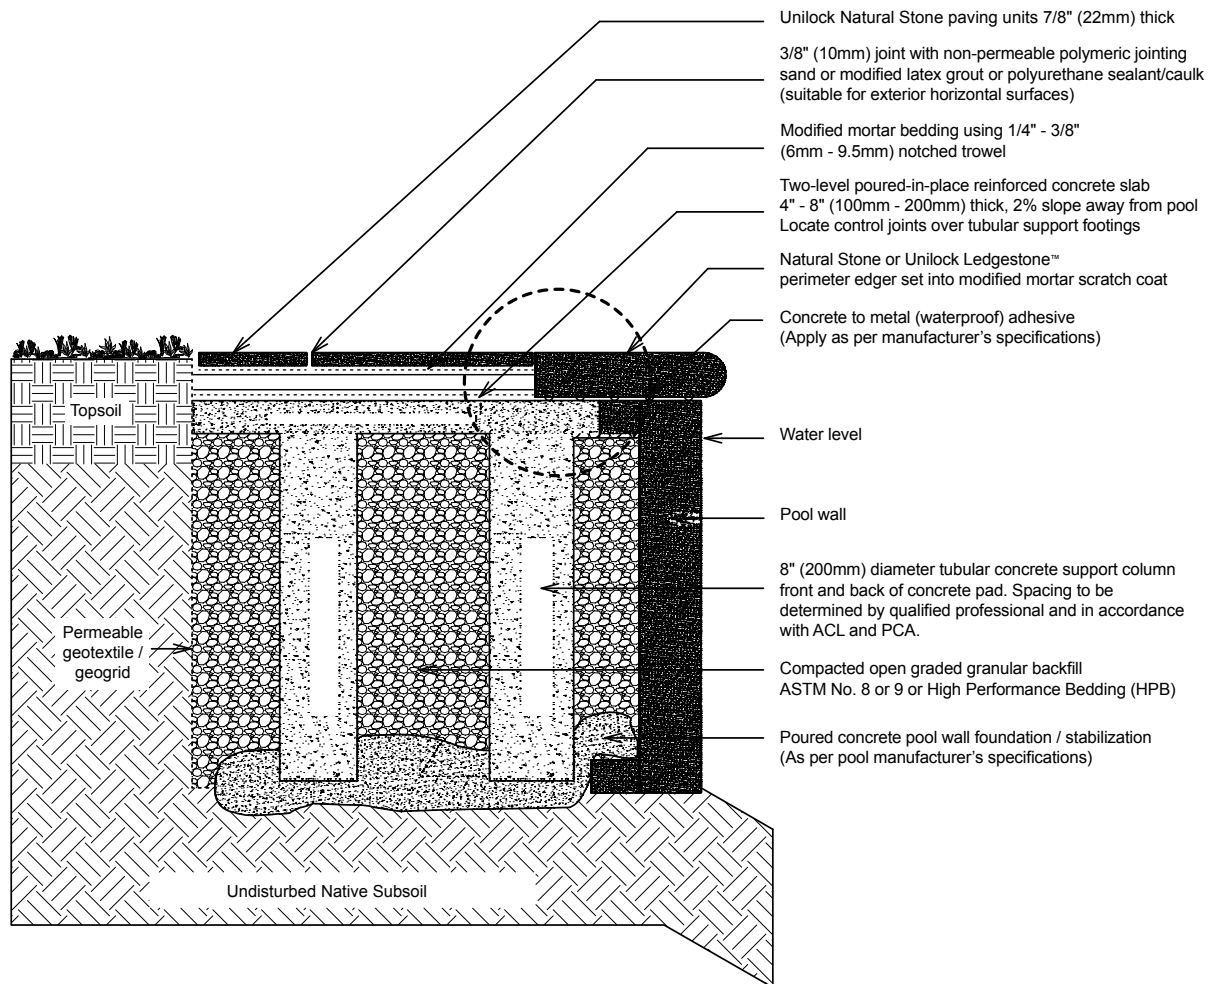 Unilock Natural Stone paving units 7/8" (22mm) thick
3/8" (10mm) joint with non-permeable polymeric jointing
sand or modified latex grout or polyurethane sealant/caulk
(suitable for exterior horizontal surfaces)
Modified mortar bedding using 1/4" - 3/8"
(6mm - 9.5mm) notched trowel
Two-level poured-in-place reinforced concrete slab
4" - 8" (100mm - 200mm) thick, 2% slope away from pool
Locate control joints over tubular support footings
Natural Stone or Unilock Ledgestone™
perimeter edger set into modified mortar scratch coat
Concrete to metal (waterproof) adhesive
(Apply as per manufacturer’s specifications)
Topsoil
Water level
Pool wall
8" (200mm) diameter tubular concrete support column
front and back of concrete pad. Spacing to be
determined by qualified professional and in accordance
with ACL and PCA.
Permeable
geotextile /
geogrid
Compacted open graded granular backfill
ASTM No. 8 or 9 or High Performance Bedding (HPB)
Poured concrete pool wall foundation / stabilization
(As per pool manufacturer’s specifications)
Undisturbed Native Subsoil